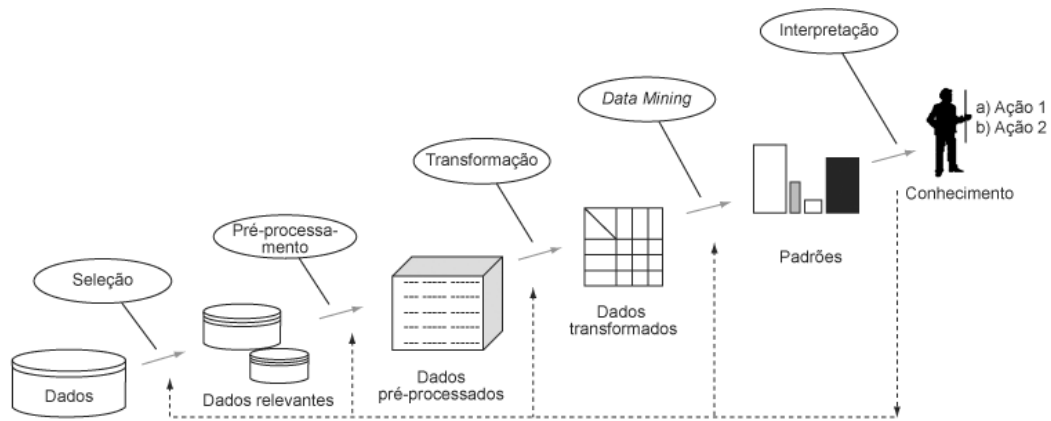 Interpretação
a) Ação 1
b) Ação 2
Conhecimento
Data Mining
Padrões
Transformação
Dados
transformados
Pré-processa-
mento
Dados
pré-processados
Seleção
Dados relevantes
Dados